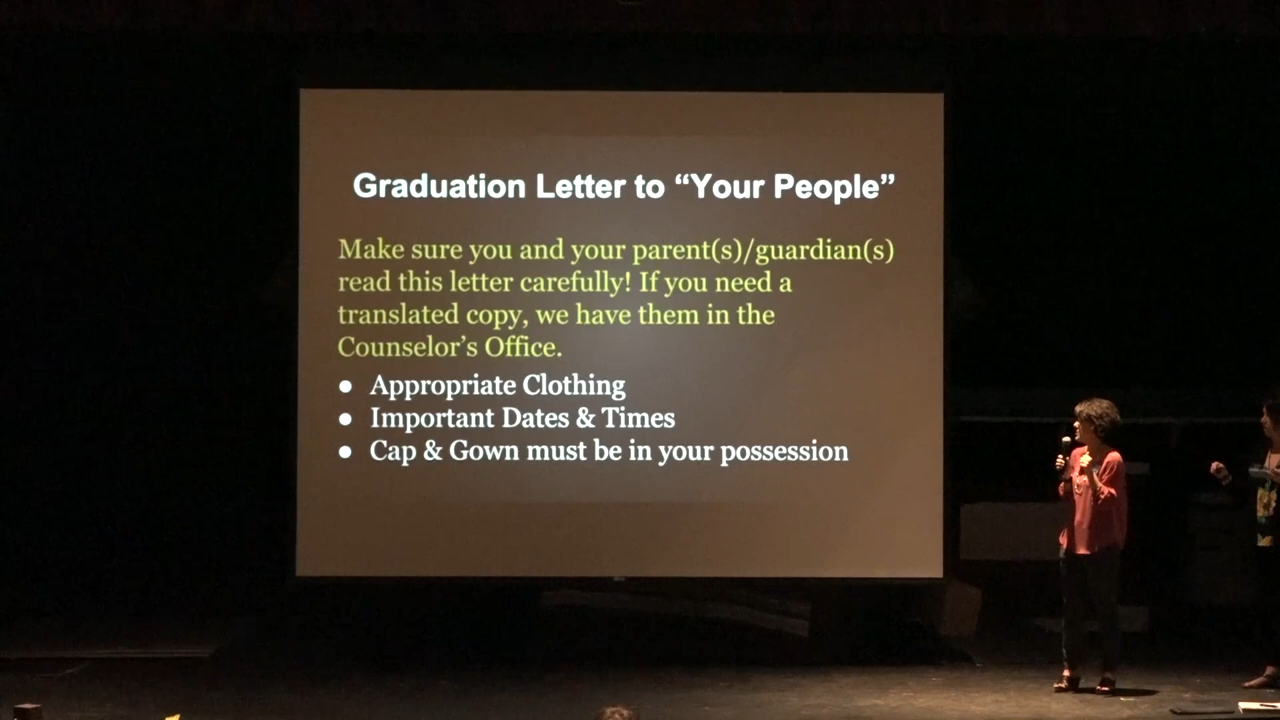 Graduation Letter to “Your People”
Make sure you and your parent(s)/guardian(s)
read this letter carefully! If you need a
translated copy, we have them in the
Counselor’s Office.
● Appropriate Clothing
● Important Dates & Times
● Cap & Gown must be in your possession